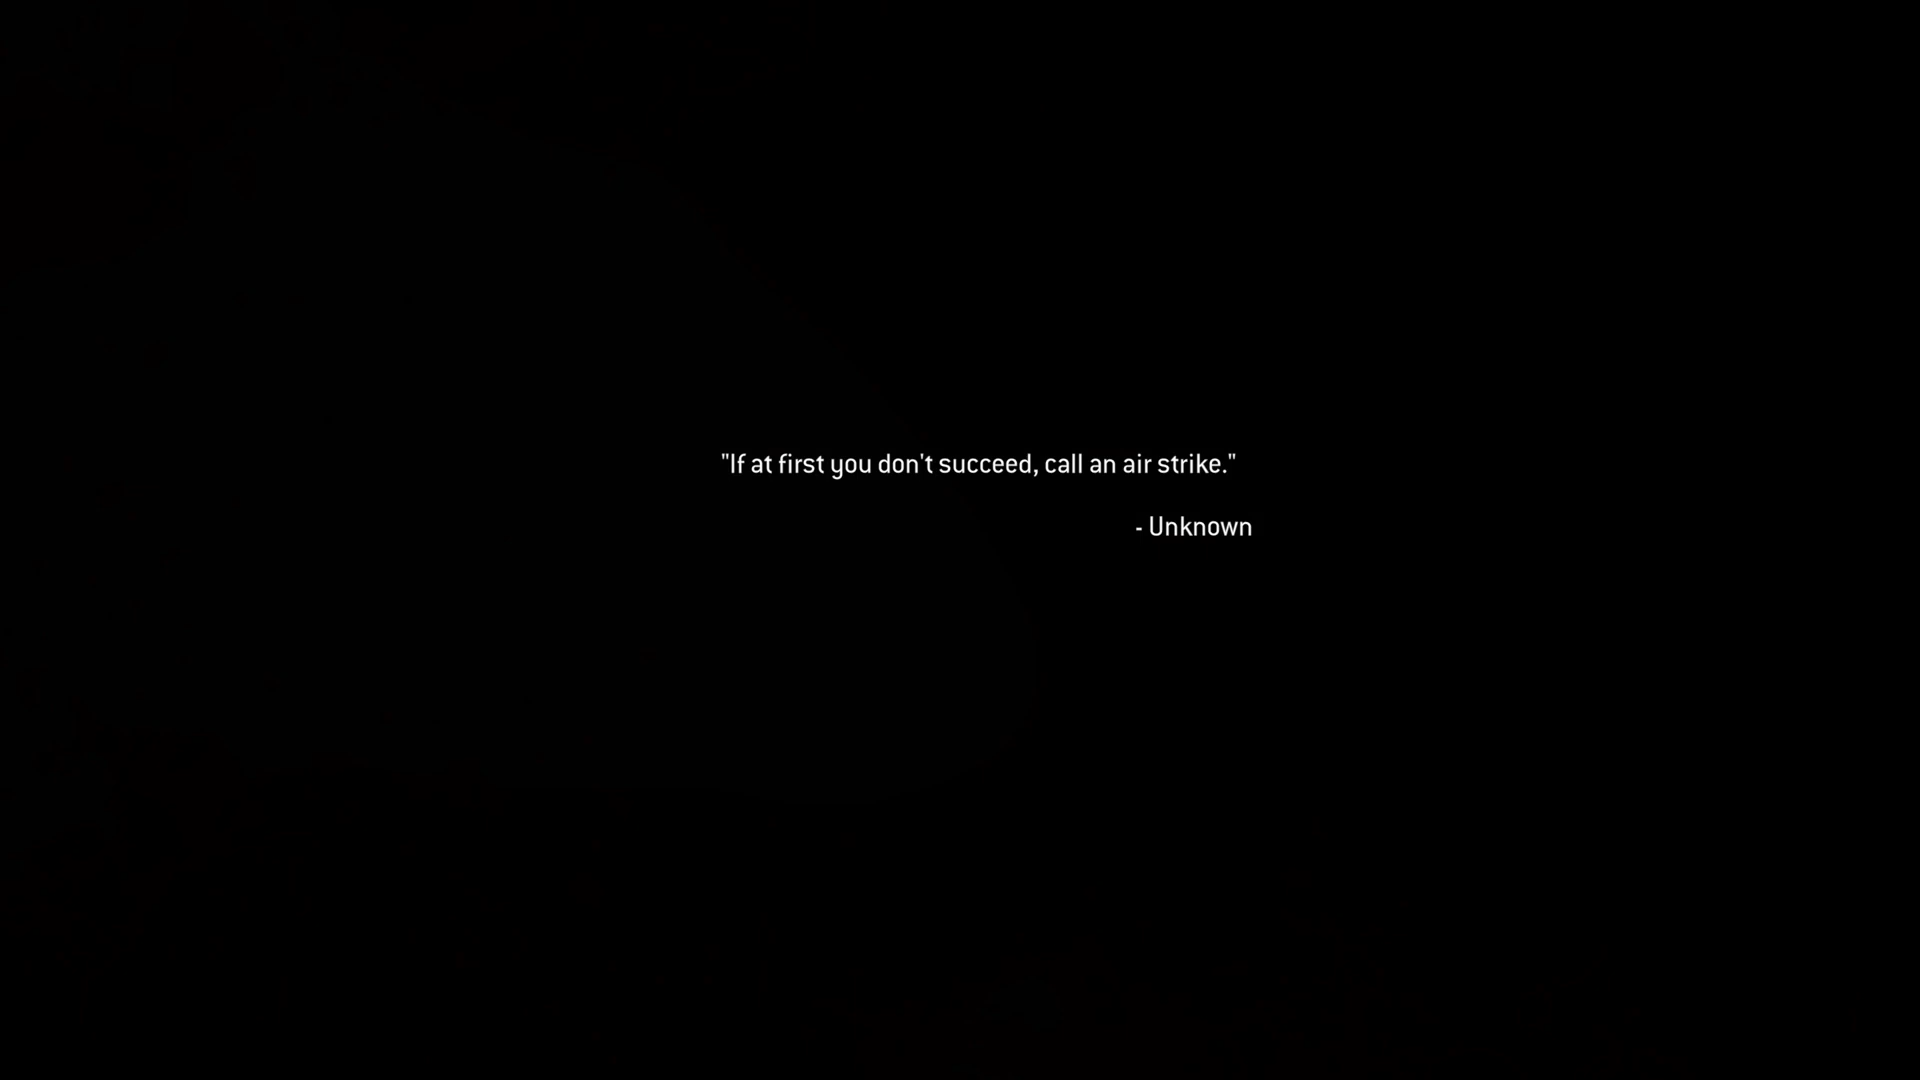 "If at first you don't succeed, call an air strike."
- Unknown